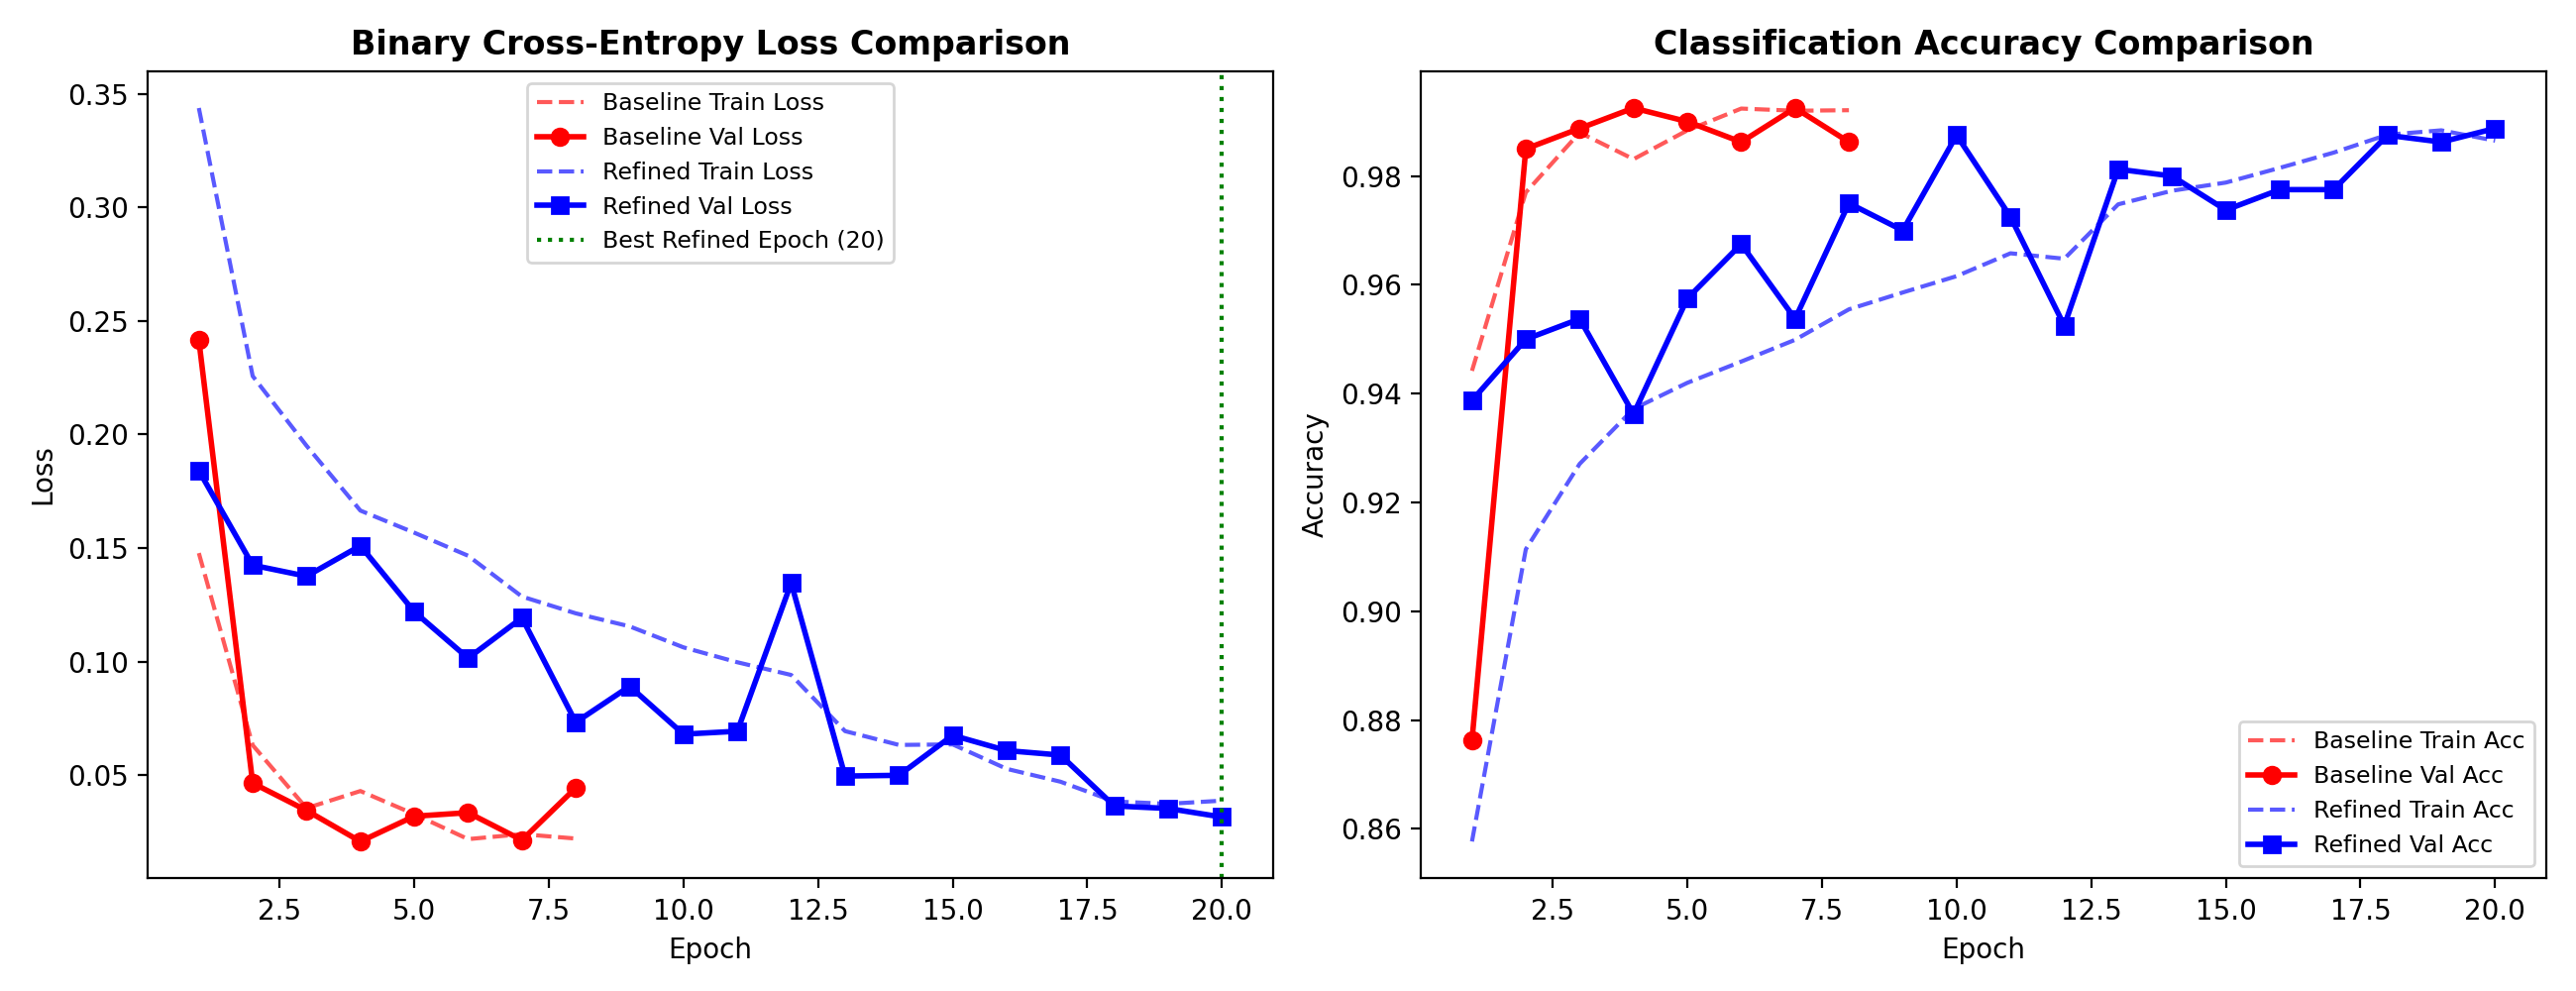 Binary Cross-Entropy Loss Comparison
Loss
0.35
0.30
0.25
0.20
0.15
0.10
0.05
Baseline Train Loss
Baseline Val Loss
Refined Train Loss
Refined Val Loss
Best Refined Epoch (20)
2.5 5.0 7.5 10.0 12.5 15.0 17.5 20.0
Epoch
Classification Accuracy Comparison
Accuracy
0.98
0.96
0.94
0.92
0.90
0.88
0.86
Baseline Train Acc
Baseline Val Acc
Refined Train Acc
Refined Val Acc
2.5 5.0 7.5 10.0 12.5 15.0 17.5 20.0
Epoch